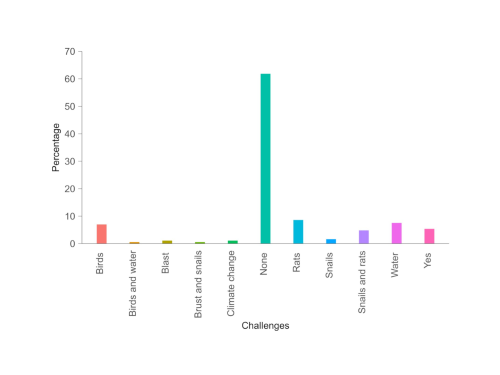 70
60
50
40
30
20
10
0
Percentage
Birds
Birds and water
Blast
Brust and snails
Climate change
None
Rats
Snails
Snails and rats
Water
Yes
Challenges